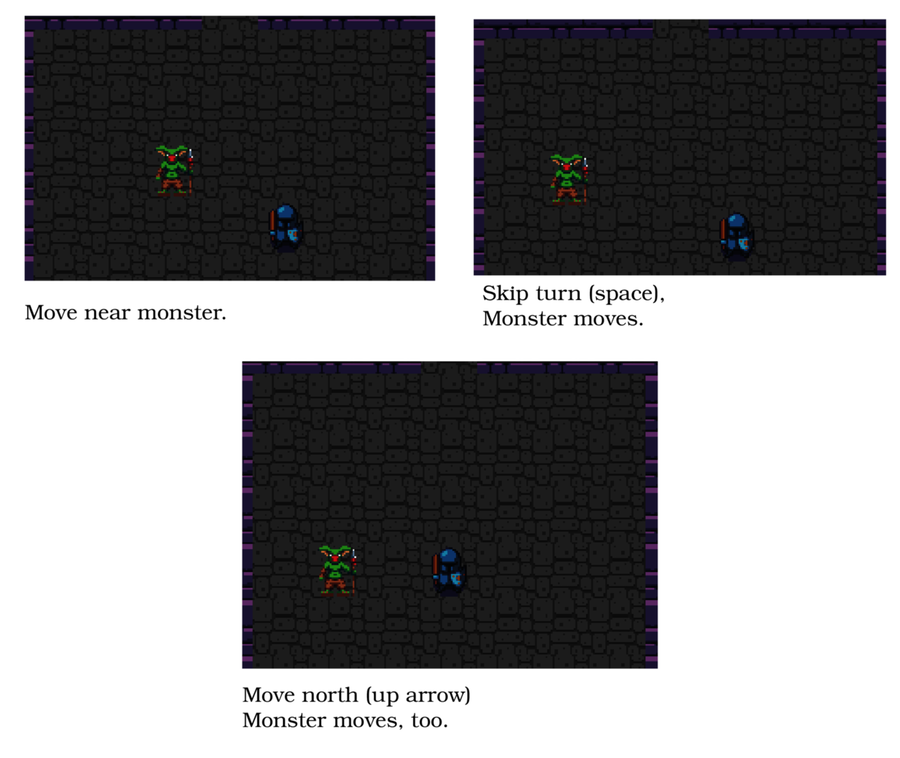 Move near monster.
Skip turn (space),
Monster moves.
Move north (up arrow)
Monster moves, too.